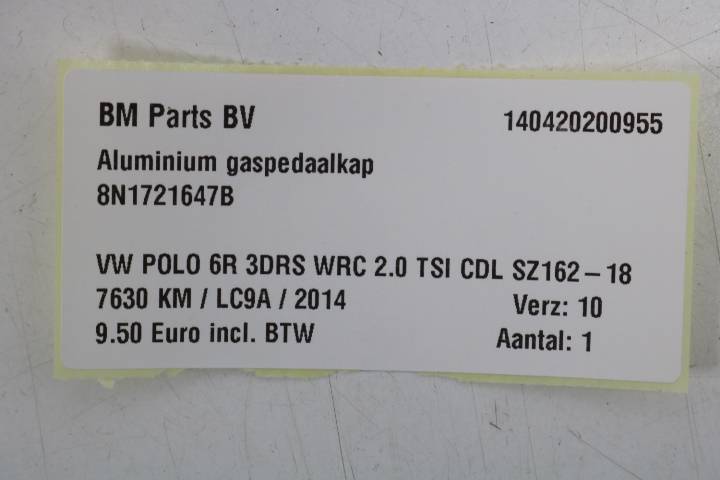 BM Parts BV 140420200955
Aluminium gaspedaalkap
8N1721647B
VW POLO 6R 3DRS WRC 2.0 TSI CDL SZ162-18
7630 KM / LC9A / 2014 Verz: 10
9.50 Euro incl. BTW Aantal: 1